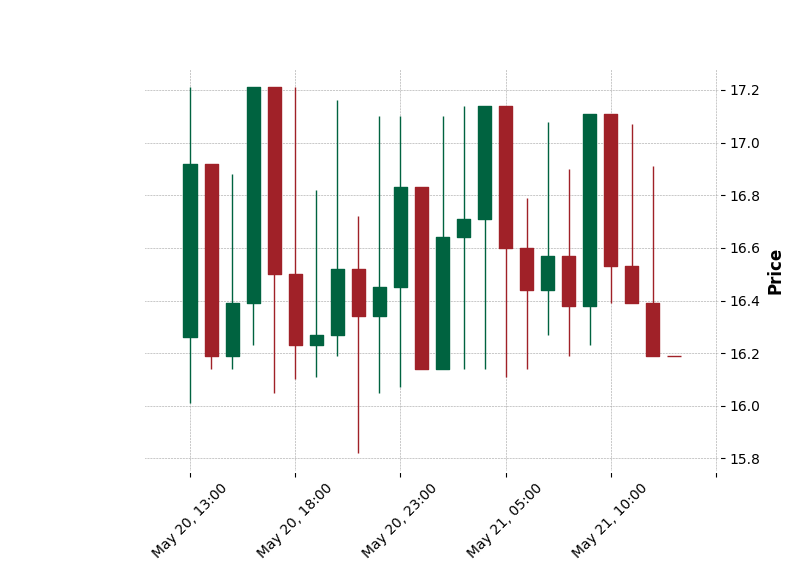 17.2
17.0
16.8
16.6
16.4
16.2
16.0
15.8
Price
May 20, 13:00
May 20, 18:00
May 20, 23:00
May 21, 05:00
May 21, 10:00